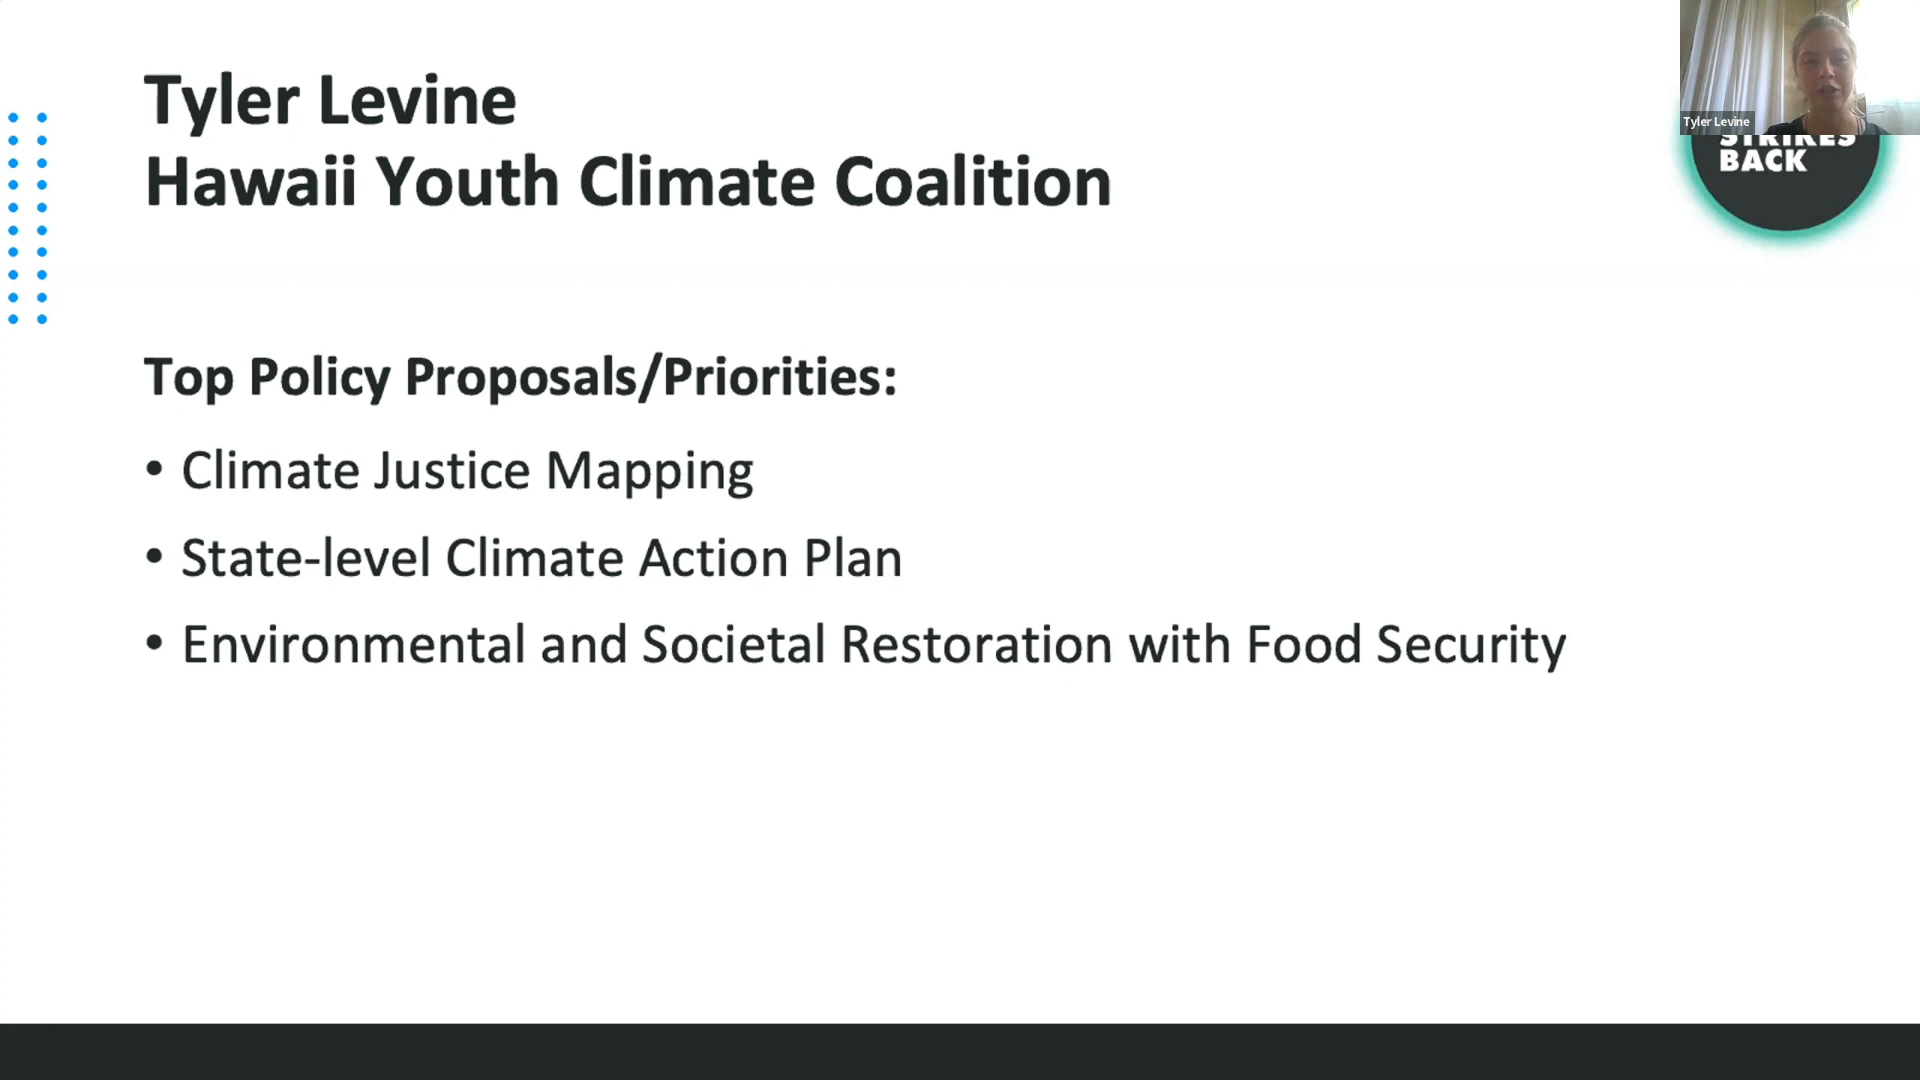 Tyler Levine
Hawaii Youth Climate Coalition
Tyler Levine
STRIKES
BACK
Top Policy Proposals/Priorities:
• Climate Justice Mapping
• State-level Climate Action Plan
• Environmental and Societal Restoration with Food Security